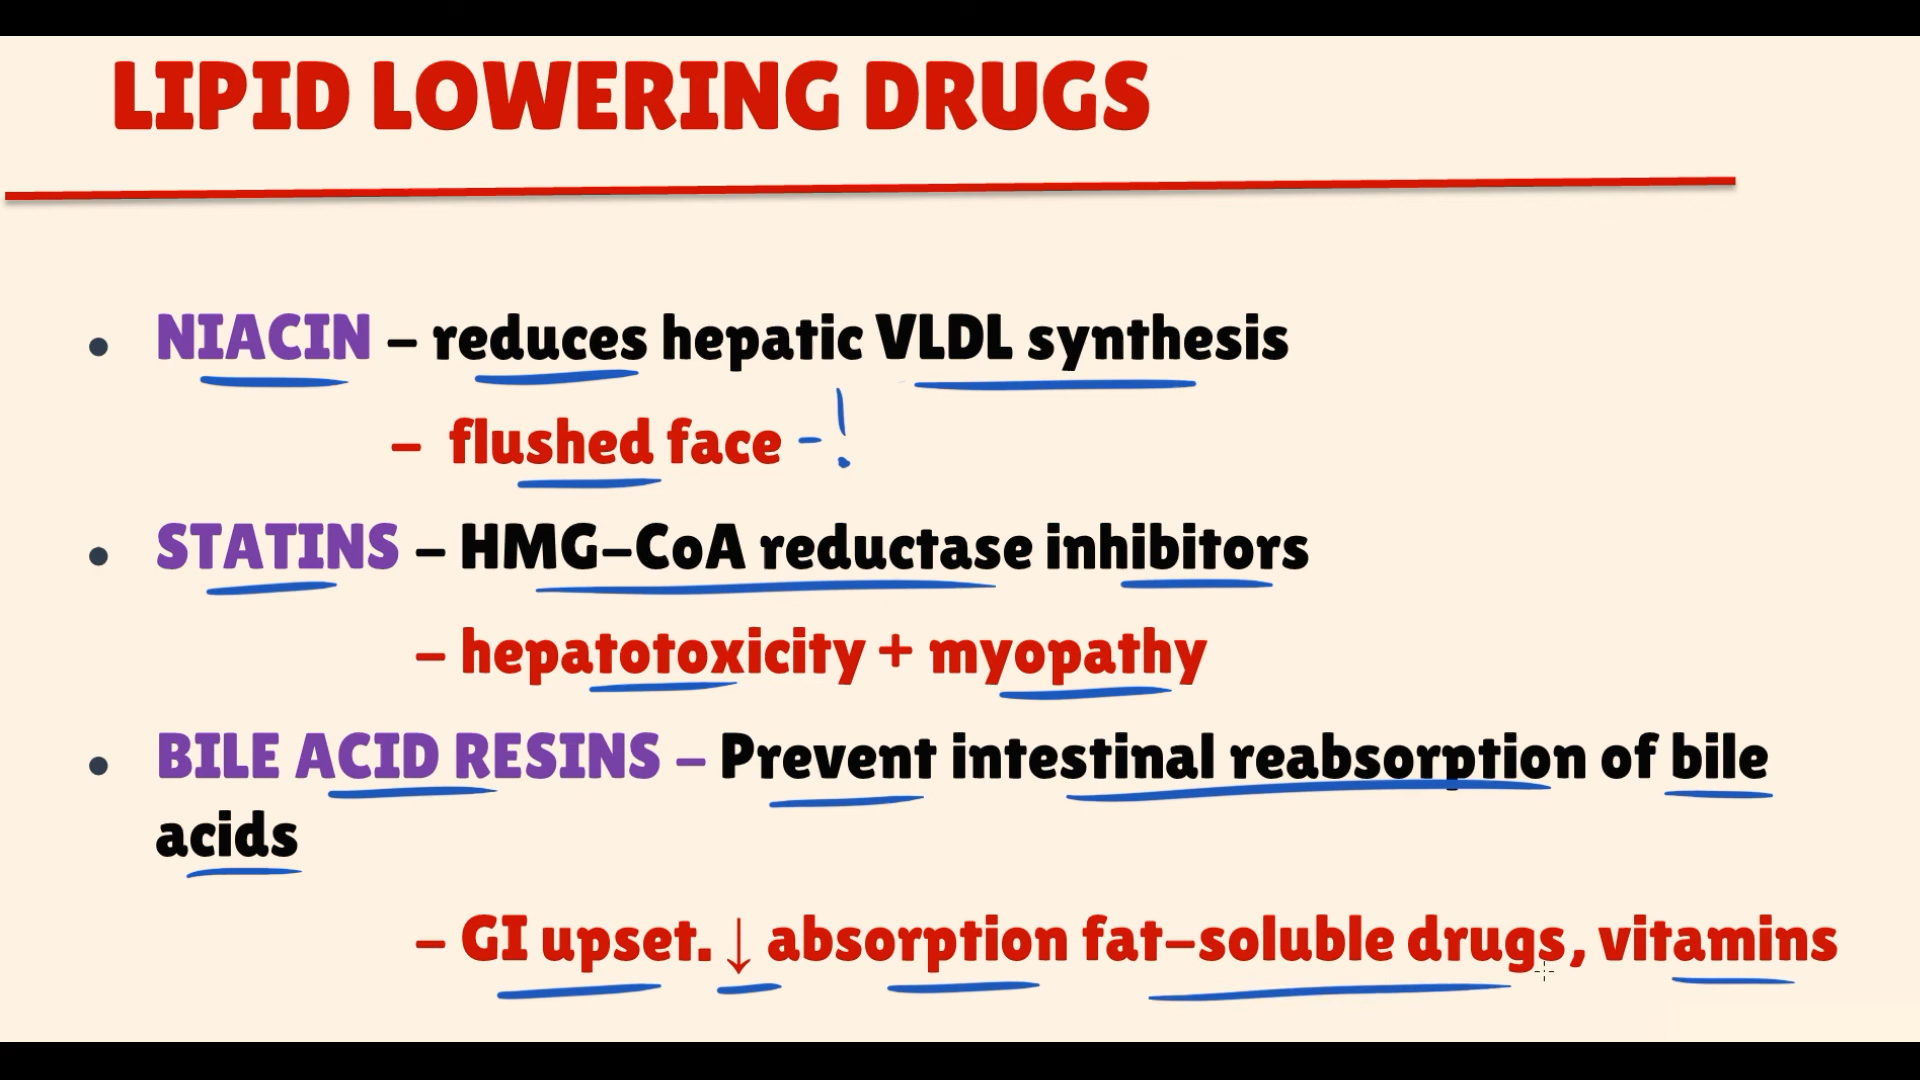 LIPID LOWERING DRUGS
• NIACIN – reduces hepatic VLDL synthesis
– flushed face - !
• STATINS – HMG-CoA reductase inhibitors
– hepatotoxicity + myopathy
• BILE ACID RESINS – Prevent intestinal reabsorption of bile
acids
– GI upset. ↓ absorption fat-soluble drugs, vitamins